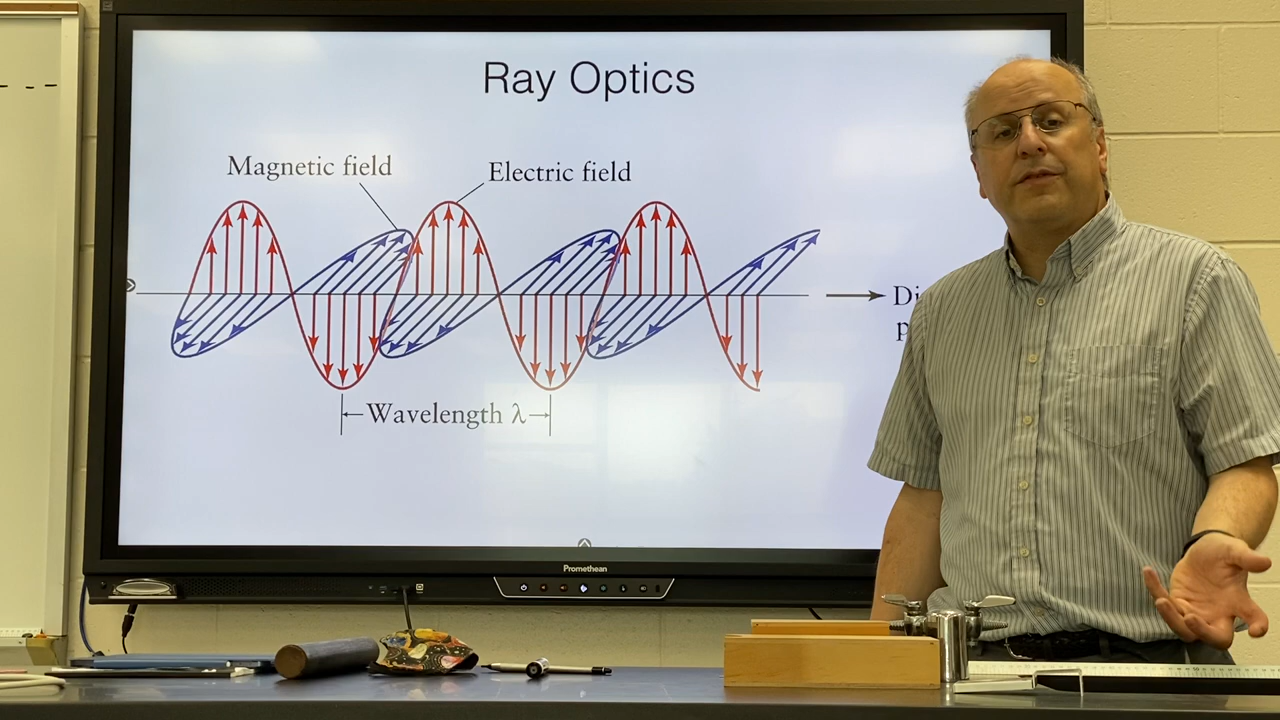 Ray Optics
Magnetic field
Electric field
Wavelength λ
Promethean